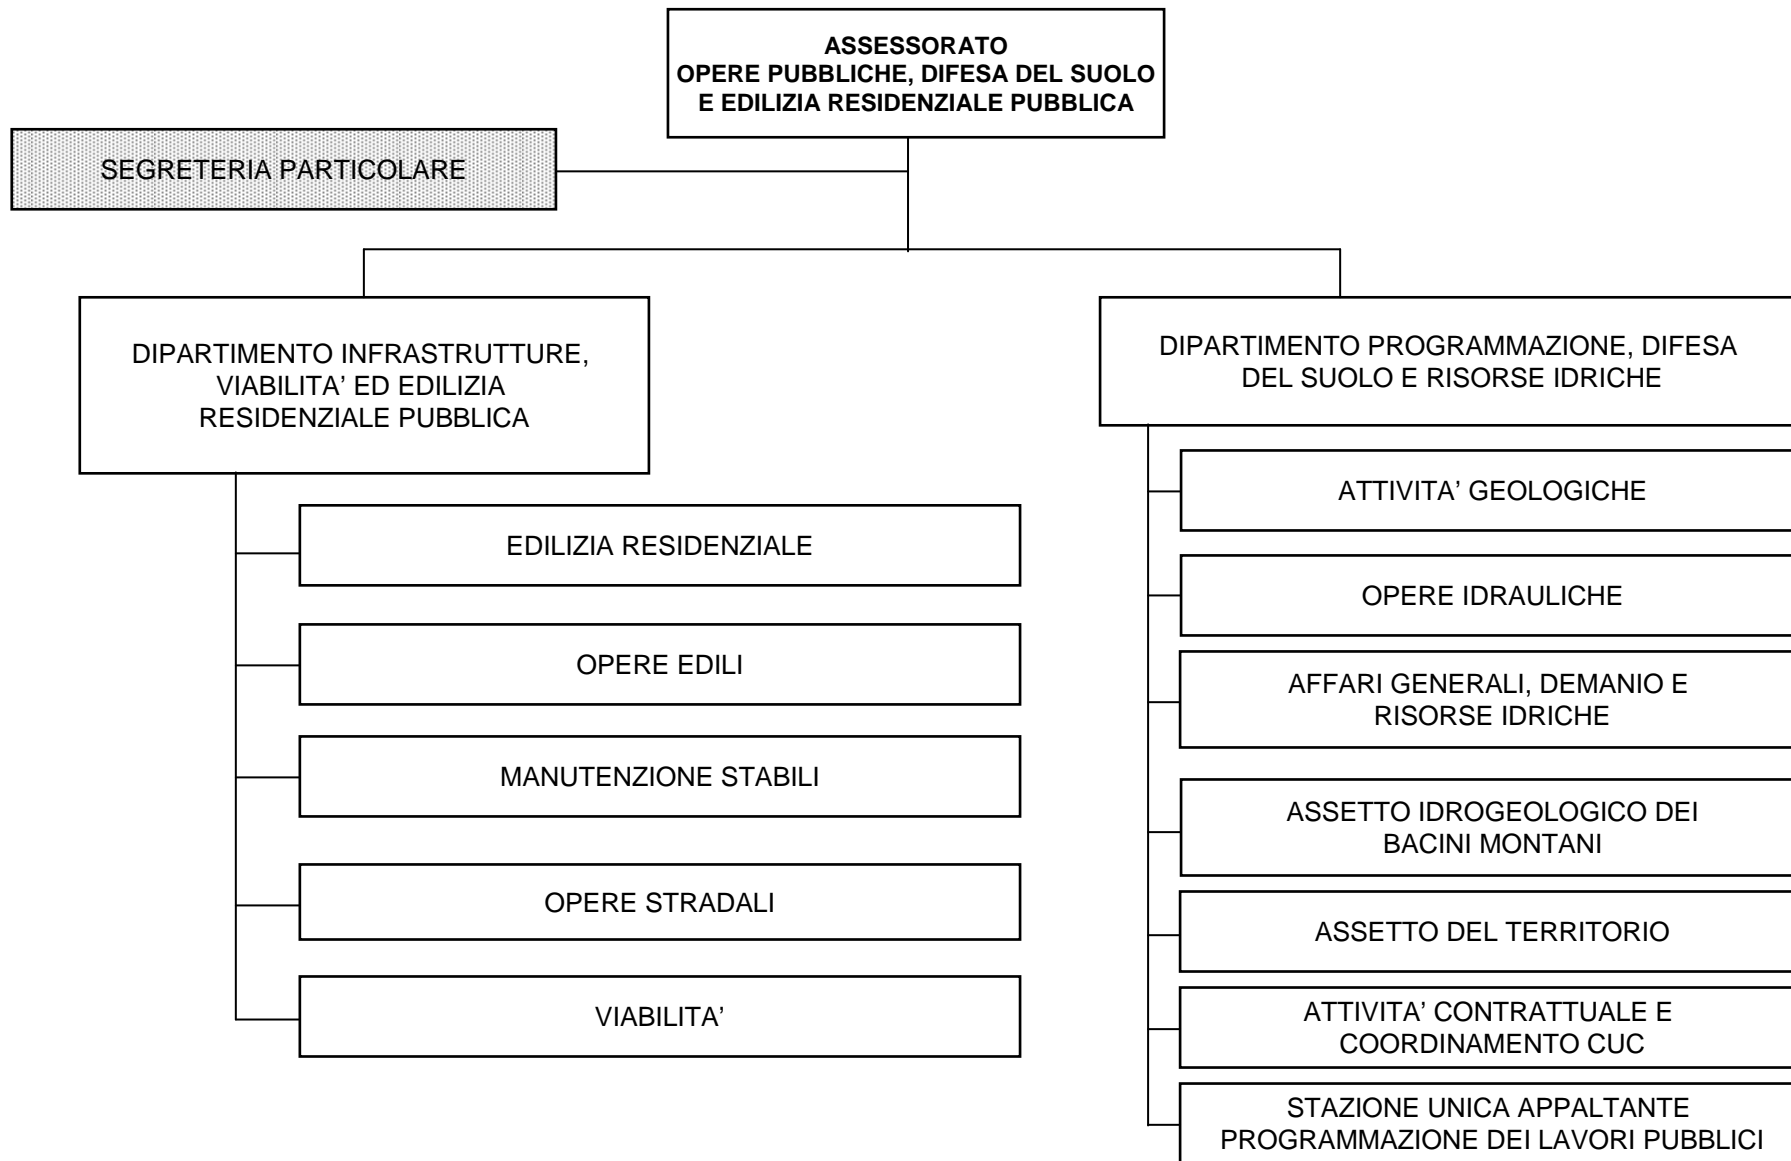 ASSESSORATO
OPERE PUBBLICHE, DIFESA DEL SUOLO
E EDILIZIA RESIDENZIALE PUBBLICA
SEGRETERIA PARTICOLARE
DIPARTIMENTO INFRASTRUTTURE,
VIABILITA’ ED EDILIZIA
RESIDENZIALE PUBBLICA
EDILIZIA RESIDENZIALE
OPERE EDILI
MANUTENZIONE STABILI
OPERE STRADALI
VIABILITA’
DIPARTIMENTO PROGRAMMAZIONE, DIFESA
DEL SUOLO E RISORSE IDRICHE
ATTIVITA’ GEOLOGICHE
OPERE IDRAULICHE
AFFARI GENERALI, DEMANIO E
RISORSE IDRICHE
ASSETTO IDROGEOLOGICO DEI
BACINI MONTANI
ASSETTO DEL TERRITORIO
ATTIVITA’ CONTRATTUALE E
COORDINAMENTO CUC
STAZIONE UNICA APPALTANTE
PROGRAMMAZIONE DEI LAVORI PUBBLICI